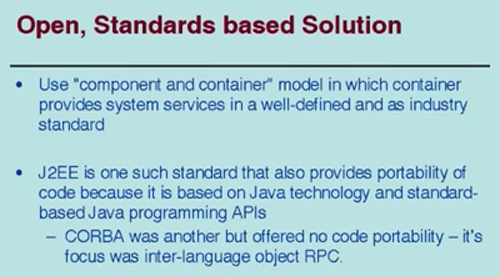 Open, Standards based Solution
• Use "component and container" model in which container
provides system services in a well-defined and as industry
standard
• J2EE is one such standard that also provides portability of
code because it is based on Java technology and standard-
based Java programming APIs
– CORBA was another but offered no code portability – it's
focus was inter-language object RPC.